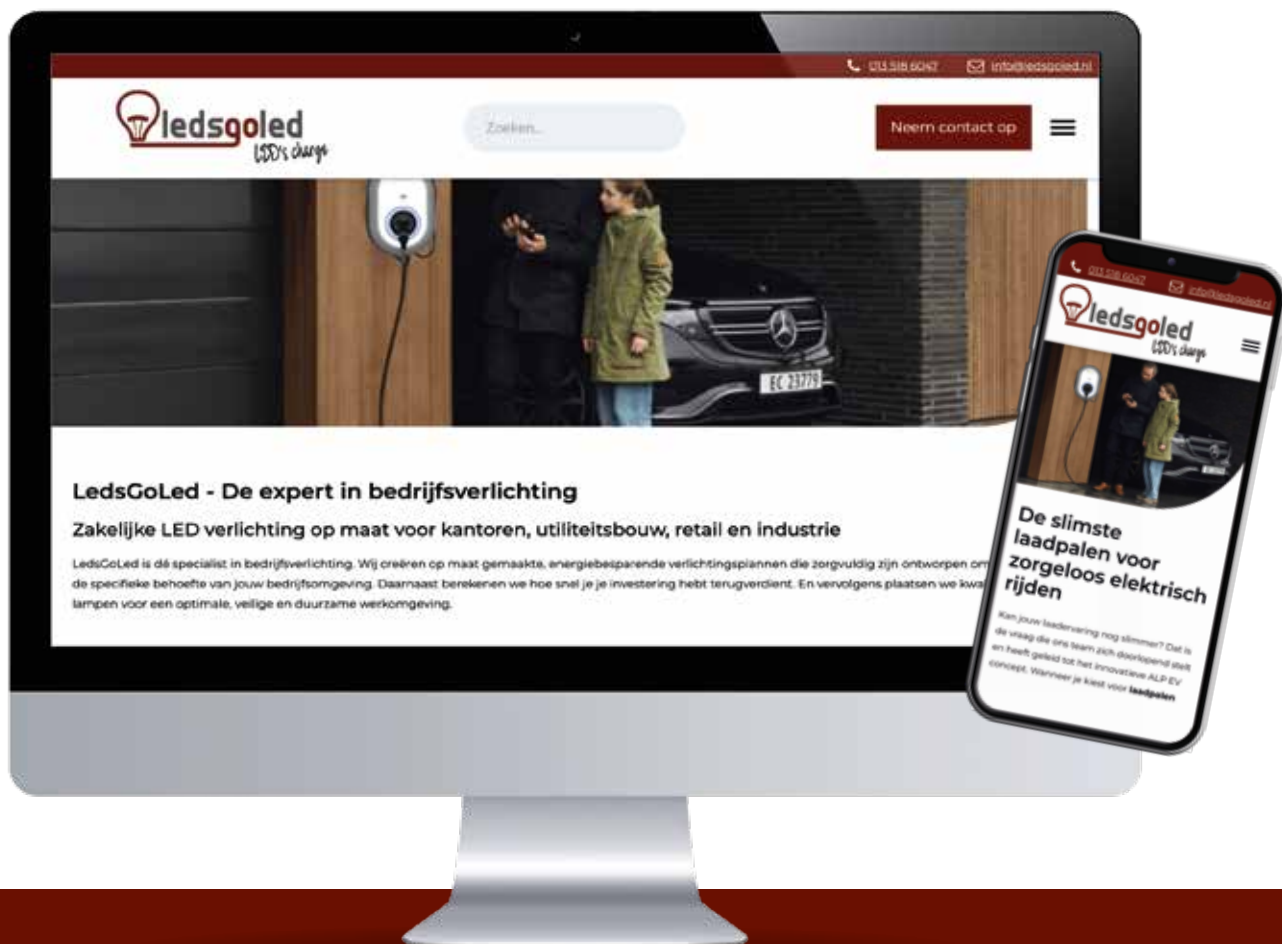 013 518 6047 info@ledsgoled.nl
ledsgoled
LDD's charge
Zoeken...
Neem contact op
EC 23779
LedsGoLed - De expert in bedrijfsverlichting
Zakelijke LED verlichting op maat voor kantoren, utiliteitsbouw, retail en industrie
LedsGoLed is dé specialist in bedrijfsverlichting. Wij creëren op maat gemaakte, energiebesparende verlichtingsplannen die zorgvuldig zijn ontworpen om
de specifieke behoefte van jouw bedrijfsomgeving. Daarnaast berekenen we hoe snel je je investering hebt terugverdient. En vervolgens plaatsen we kwa
lampen voor een optimale, veilige en duurzame werkomgeving.
013 518 6047 info@ledsgoled.nl
ledsgoled
LDD's charge
De slimste
laadpalen voor
zorgeloos elektrisch
rijden
Kan jouw laadervaring nog slimmer? Dat is
de vraag die ons team zich doorlopend stelt
en heeft geleid tot het innovatieve ALP EV
concept. Wanneer je kiest voor laadpalen